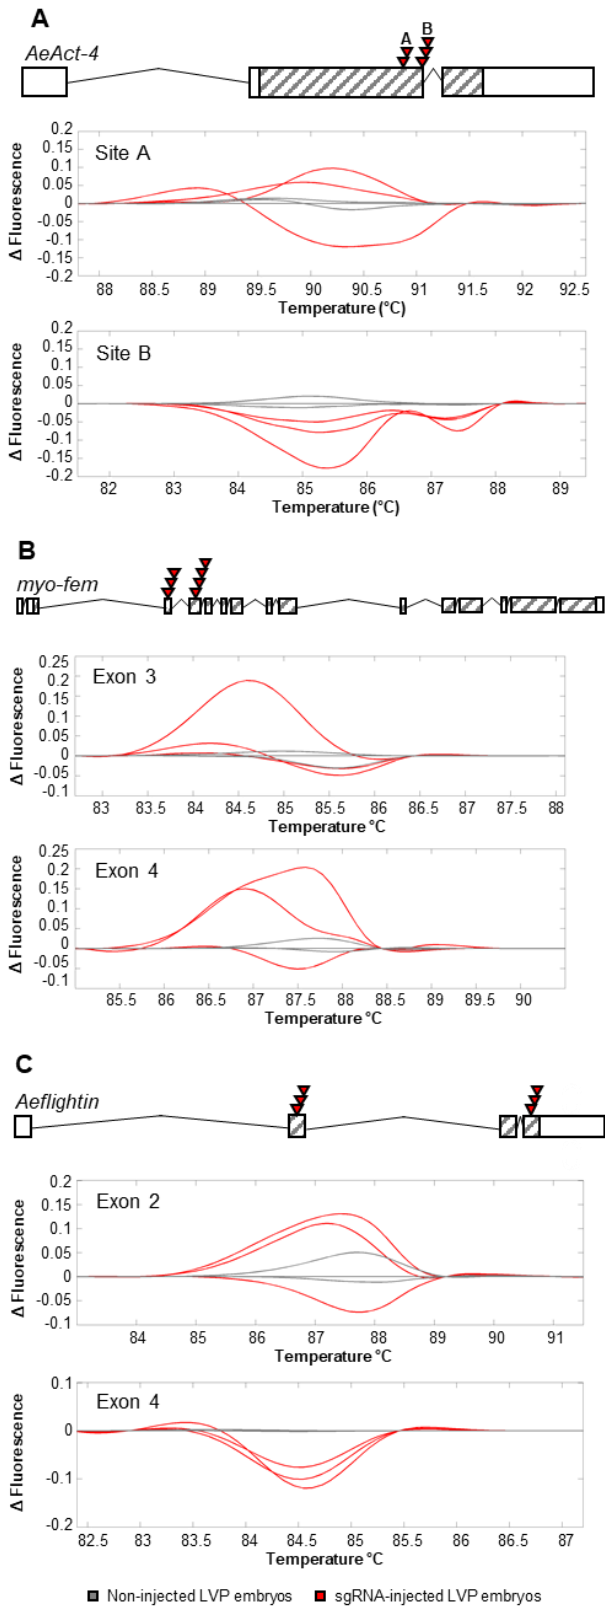 A
AeAct-4
A
B
Site A
Δ Fluorescence
0.2
0.15
0.1
0.05
0
-0.05
-0.1
-0.15
-0.2
88 88.5 89 89.5 90 90.5 91 91.5 92 92.5
Temperature (°C)
Site B
Δ Fluorescence
0.2
0.15
0.1
0.05
0
-0.05
-0.1
-0.15
-0.2
82 83 84 85 86 87 88 89
Temperature (°C)
B
myo-fem
Exon 3
Δ Fluorescence
0.25
0.2
0.15
0.1
0.05
0
-0.05
-0.1
83 83.5 84 84.5 85 85.5 86 86.5 87 87.5 88
Temperature °C
Exon 4
Δ Fluorescence
0.25
0.2
0.15
0.1
0.05
0
-0.05
-0.1
85.5 86 86.5 87 87.5 88 88.5 89 89.5 90
Temperature °C
C
Aeflightin
Exon 2
Δ Fluorescence
0.2
0.15
0.1
0.05
0
-0.05
-0.1
84 85 86 87 88 89 90 91
Temperature °C
Exon 4
Δ Fluorescence
0.1
0
-0.1
-0.2
82.5 83 83.5 84 84.5 85 85.5 86 86.5 87
Temperature °C
Non-injected LVP embryos sgRNA-injected LVP embryos